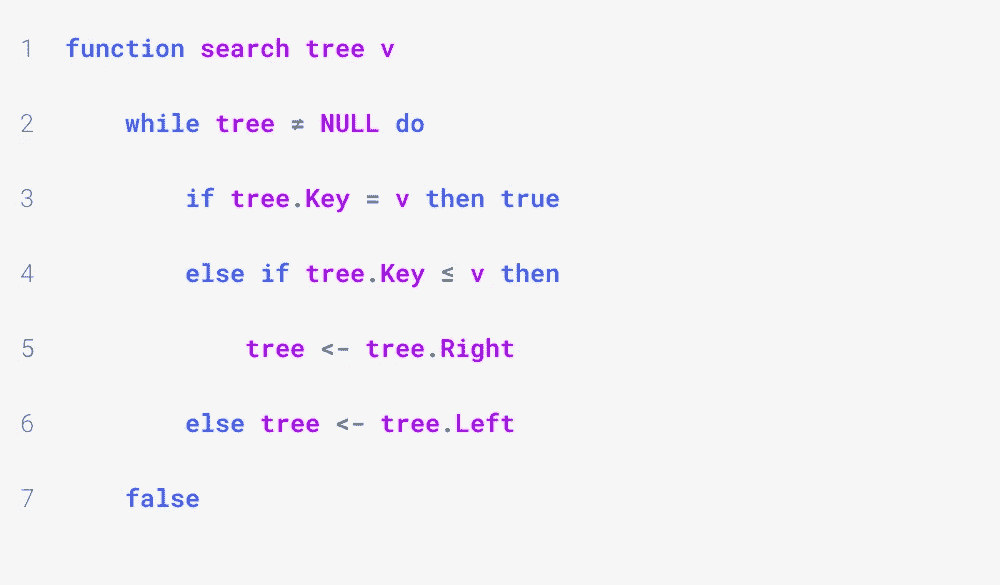 1 function search tree v
2 while tree ≠ NULL do
3 if tree.Key = v then true
4 else if tree.Key ≤ v then
5 tree <- tree.Right
6 else tree <- tree.Left
7 false